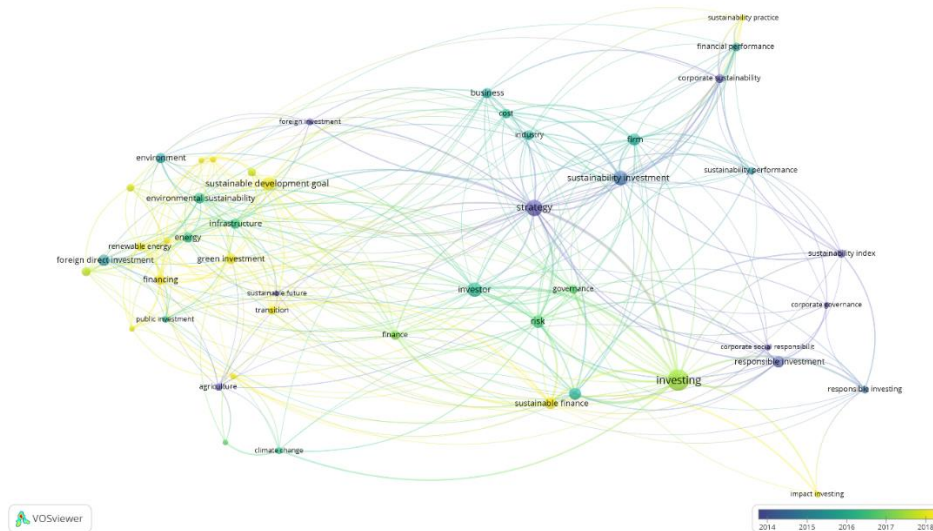 sustainability practice
financial performance
corporate sustainability
business
cost
foreign investment
industry
firm
environment
sustainability performance
sustainability investment
sustainable development goal
environmental sustainability
strategy
infrastructure
energy
renewable energy
sustainability index
foreign direct investment
green investment
financing
investor
governance
sustainable future
corporate governance
transition
public investment
risk
finance
corporate social responsibilit
responsible investment
investing
agriculture
responsible investing
sustainable finance
climate change
impact investing
VOSviewer
2014 2015 2016 2017 2018